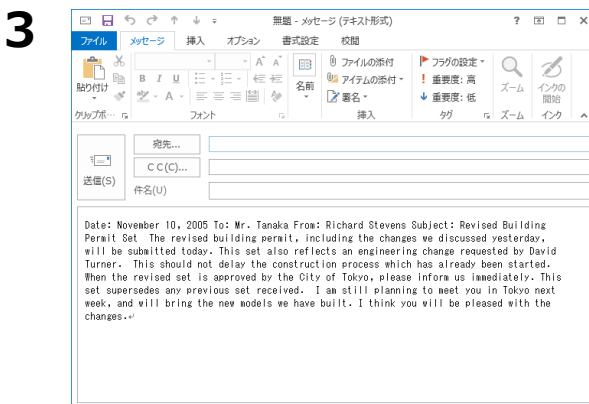 3
無題 - メッセージ (テキスト形式)
?
ファイル メッセージ 挿入 オプション 書式設定 校閲
貼り付け
B I U
A
A A
名前
ファイルの添付
アイテムの添付
署名
フラグの設定
重要度: 高
重要度: 低
ズーム
インクの
開始
クリップボ… フォント 挿入 タグ ズーム インク
送信(S)
宛先...
C C(C)...
件名(U)
Date: November 10, 2005 To: Mr. Tanaka From: Richard Stevens Subject: Revised Building
Permit Set The revised building permit, including the changes we discussed yesterday,
will be submitted today. This set also reflects an engineering change requested by David
Turner. This should not delay the construction process which has already been started.
When the revised set is approved by the City of Tokyo, please inform us immediately. This
set supersedes any previous set received. I am still planning to meet you in Tokyo next
week, and will bring the new models we have built. I think you will be pleased with the
changes.↵